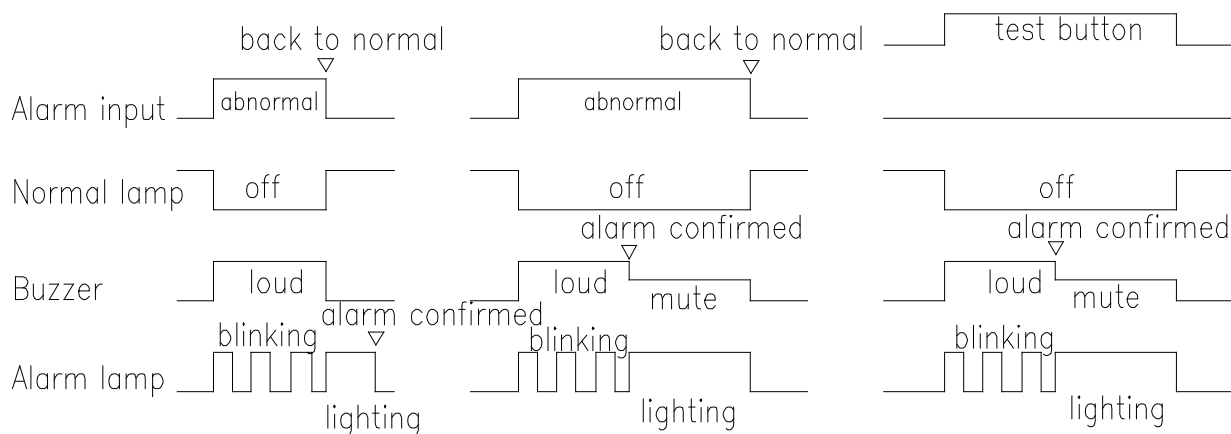 test button
back to normal
back to normal
Alarm input
abnormal
abnormal
Normal lamp
off
off
off
alarm confirmed
alarm confirmed
Buzzer
loud
loud
mute
loud
mute
alarm confirmed
blinking
blinking
blinking
Alarm lamp
lighting
lighting
lighting